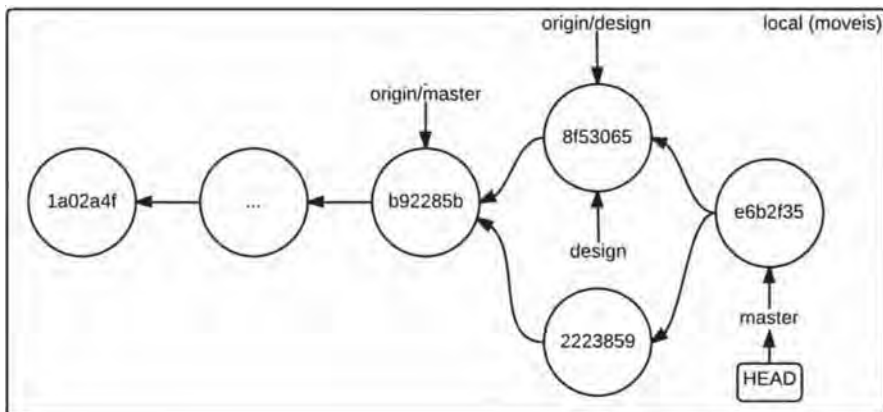 origin/design
local (moveis)
origin/master
8f53065
1a02a4f
...
b92285b
e6b2f35
design
2223859
master
HEAD